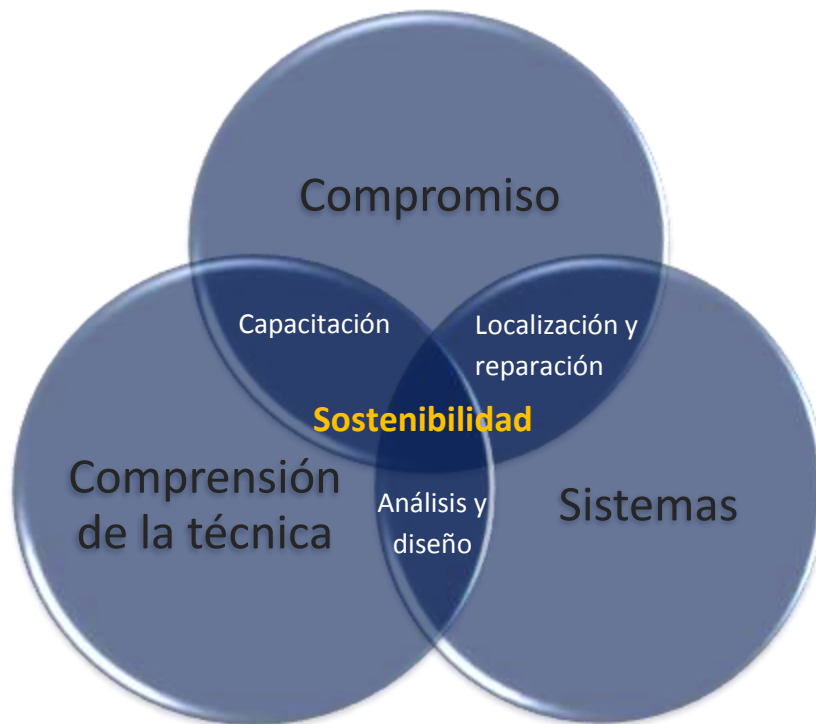 Compromiso
Capacitación
Localización y
reparación
Sostenibilidad
Comprensión
de la técnica
Análisis y
diseño
Sistemas